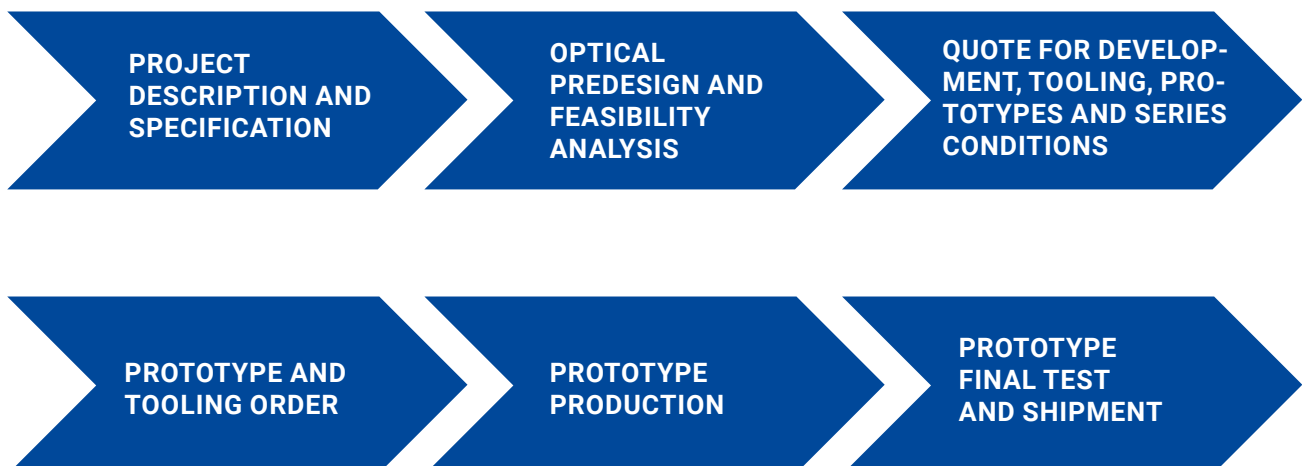 PROJECT
DESCRIPTION AND
SPECIFICATION
OPTICAL
PREDESIGN AND
FEASIBILITY
ANALYSIS
QUOTE FOR DEVELOP-
MENT, TOOLING, PRO-
TOTYPES AND SERIES
CONDITIONS
PROTOTYPE AND
TOOLING ORDER
PROTOTYPE
PRODUCTION
PROTOTYPE
FINAL TEST
AND SHIPMENT